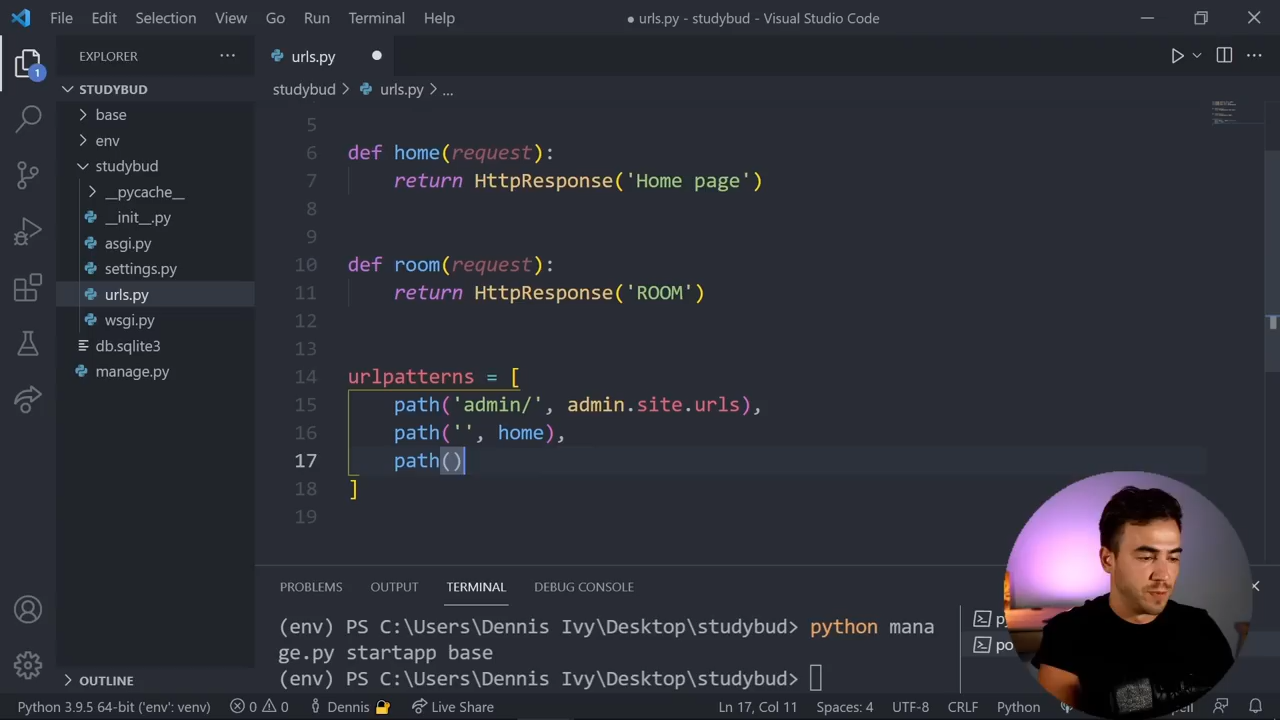 File Edit Selection View Go Run Terminal Help
● urls.py - studybud - Visual Studio Code
EXPLORER ...
urls.py
1
STUDYBUD
studybud > urls.py > ...
base
env
studybud
__pycache__
__init__.py
asgi.py
settings.py
urls.py
wsgi.py
db.sqlite3
manage.py
OUTLINE
5
6 def home(request):
7 return HttpResponse('Home page')
8
9
10 def room(request):
11 return HttpResponse('ROOM')
12
13
14 urlpatterns = [
15 path('admin/', admin.site.urls),
16 path('', home),
17 path()
18 ]
19
PROBLEMS OUTPUT TERMINAL DEBUG CONSOLE
(env) PS C:\Users\Dennis Ivy\Desktop\studybud> python mana
ge.py startapp base
(env) PS C:\Users\Dennis Ivy\Desktop\studybud>
Python 3.9.5 64-bit ('env': venv) 0 0 Dennis Live Share Ln 17, Col 11 Spaces: 4 UTF-8 CRLF Python